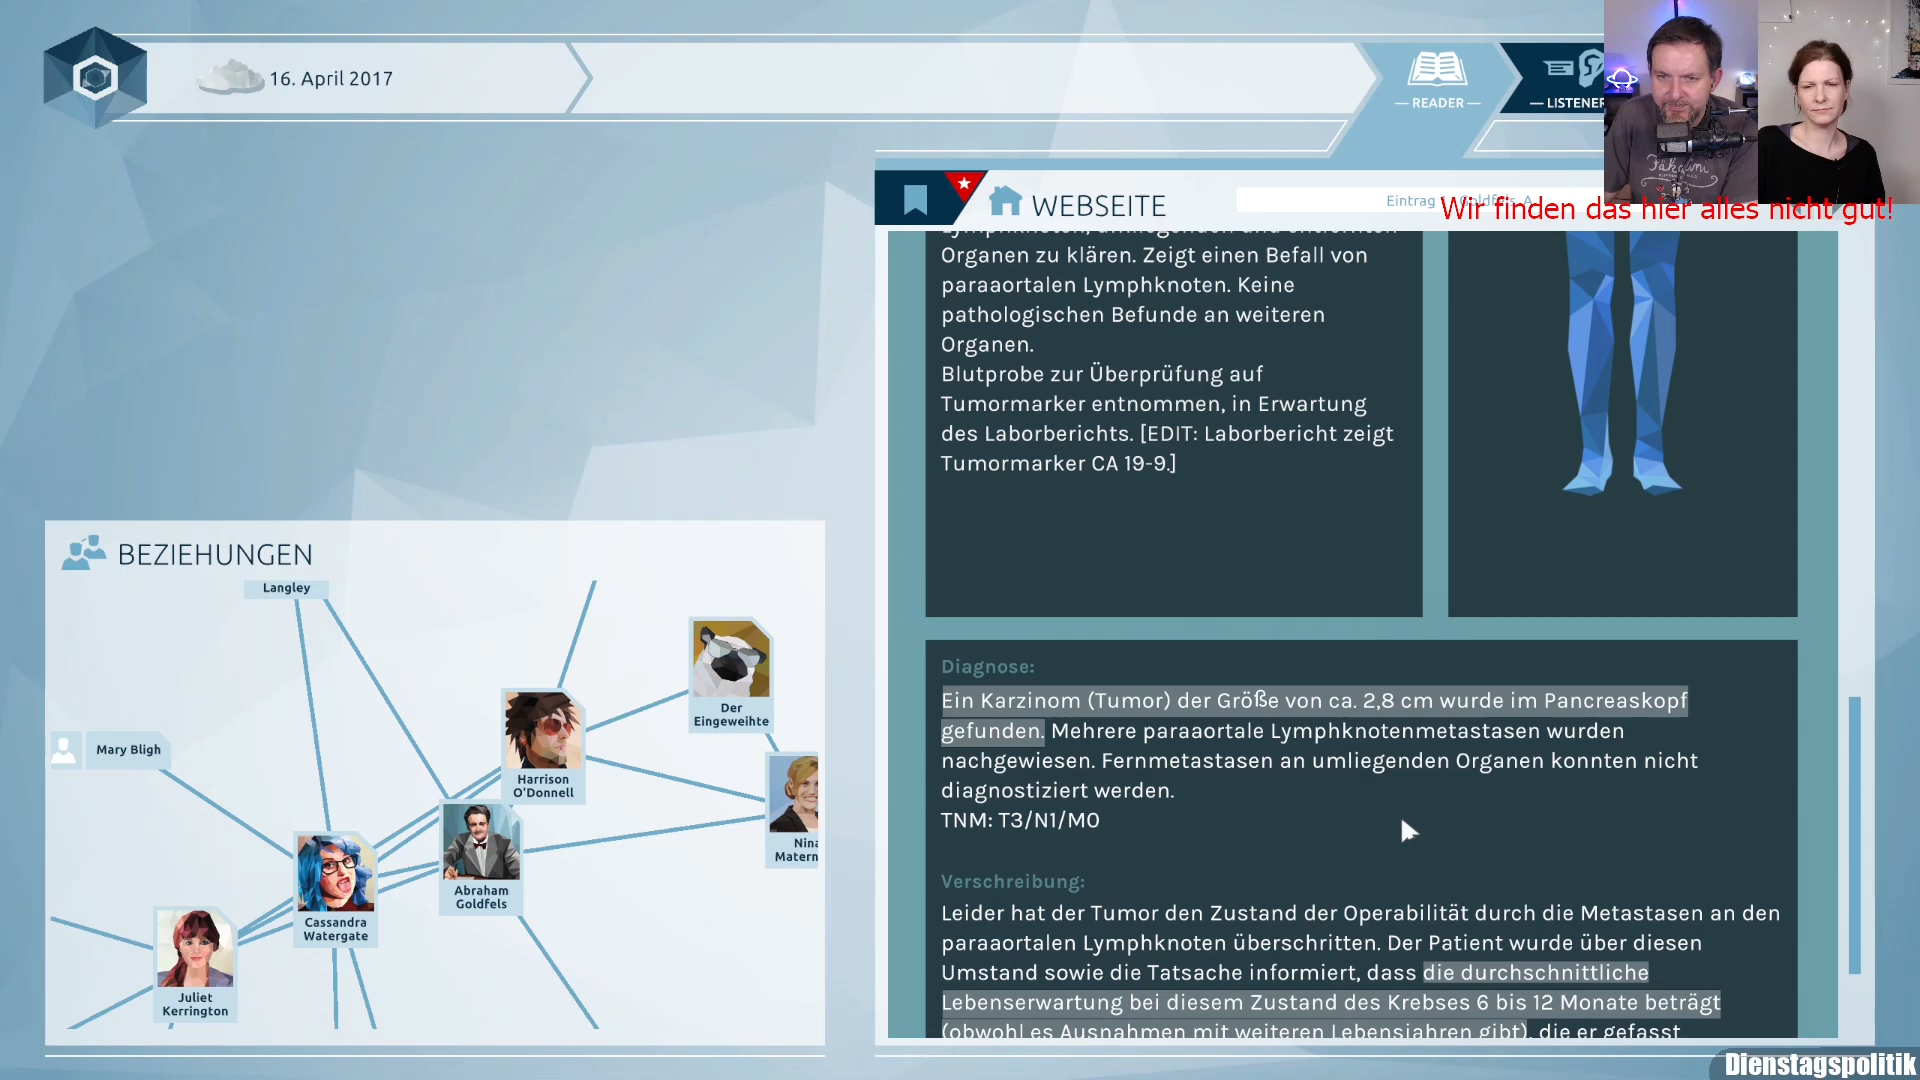 16. April 2017
READER
LISTENER
WEBSEITE
Eintrag
Wir finden das hier alles nicht gut!
Organen zu klären. Zeigt einen Befall von
paraaortalen Lymphknoten. Keine
pathologischen Befunde an weiteren
Organen.
Blutprobe zur Überprüfung auf
Tumormarker entnommen, in Erwartung
des Laborberichts. [EDIT: Laborbericht zeigt
Tumormarker CA 19-9.]
Diagnose:
Ein Karzinom (Tumor) der Größe von ca. 2,8 cm wurde im Pancreaskopf
gefunden. Mehrere paraaortale Lymphknotenmetastasen wurden
nachgewiesen. Fernmetastasen an umliegenden Organen konnten nicht
diagnostiziert werden.
TNM: T3/N1/M0
Verschreibung:
Leider hat der Tumor den Zustand der Operabilität durch die Metastasen an den
paraaortalen Lymphknoten überschritten. Der Patient wurde über diesen
Umstand sowie die Tatsache informiert, dass die durchschnittliche
Lebenserwartung bei diesem Zustand des Krebses 6 bis 12 Monate beträgt
(obwohl es Ausnahmen mit weiteren Lebensjahren gibt), die er gefasst
BEZIEHUNGEN
Langley
Der
Eingeweihte
Mary Bligh
Harrison
O'Donnell
Nina
Matern
Abraham
Goldfels
Cassandra
Watergate
Juliet
Kerrington
Dienstagspolitik